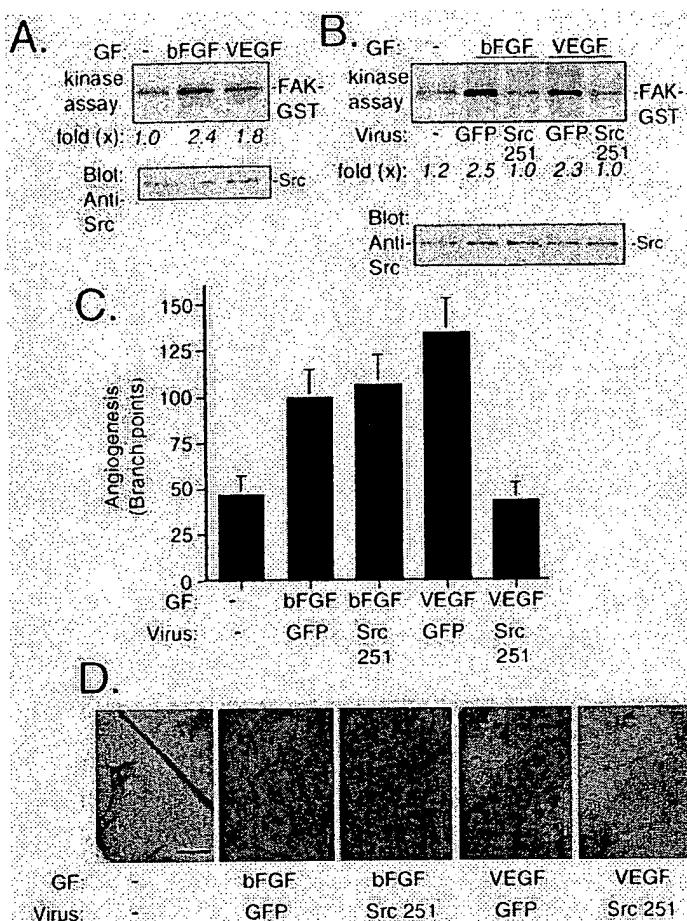 A.
GF: - bFGF VEGF
kinase assay
-FAK-GST
fold (x): 1.0 2.4 1.8
Blot: Anti-Src
-Src
B.
GF: - bFGF VEGF
kinase assay
-FAK-GST
Virus: - GFP Src 251 GFP Src 251
fold (x): 1.2 2.5 1.0 2.3 1.0
Blot: Anti-Src
-Src
C.
Angiogenesis
(Branch points)
150
125
100
75
50
25
0
GF: - bFGF bFGF VEGF VEGF
Virus: - GFP Src 251 GFP Src 251
D.
GF: - bFGF bFGF VEGF VEGF
Virus: - GFP Src 251 GFP Src 251